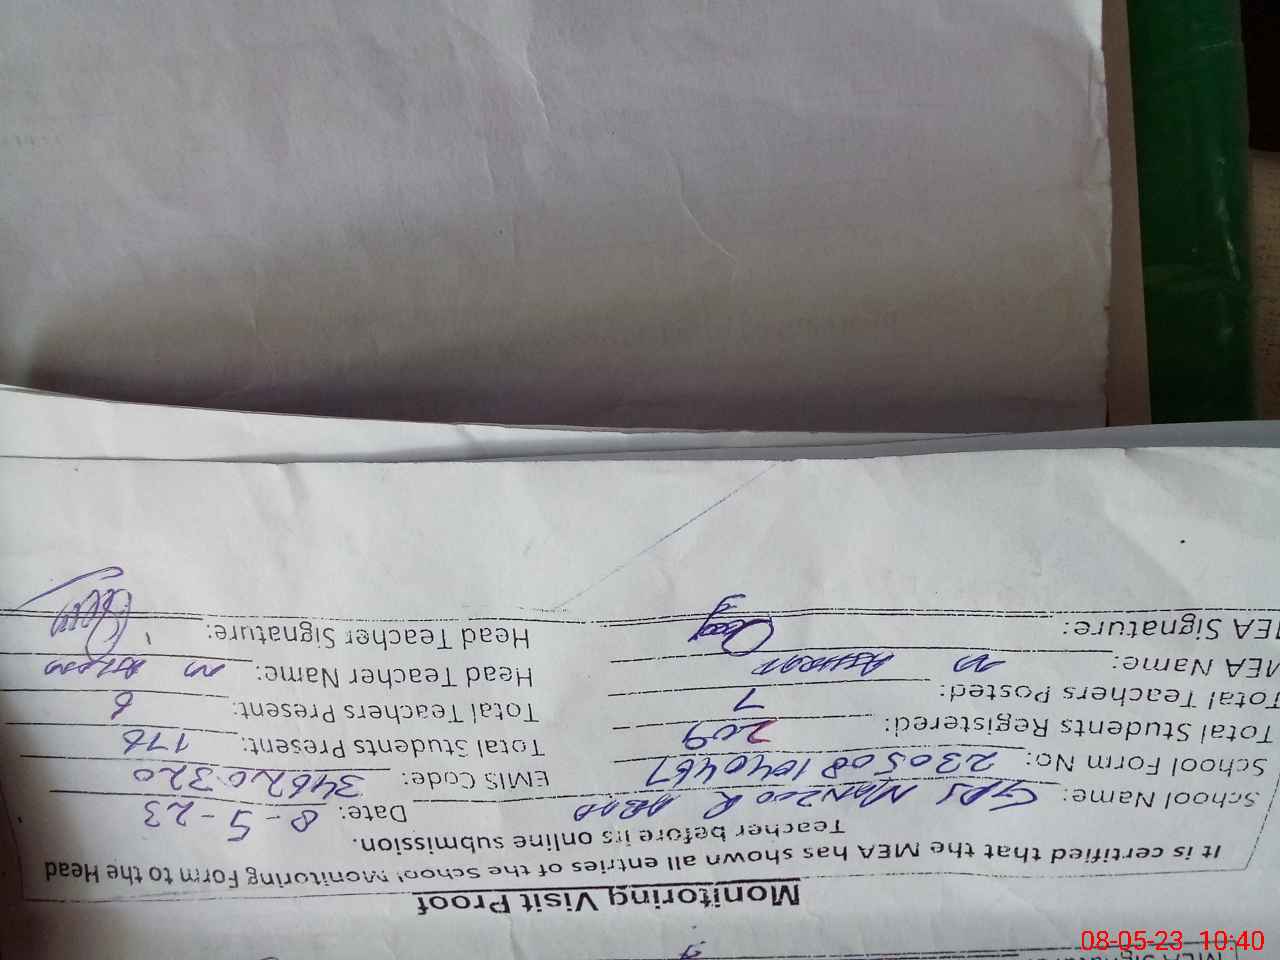 Monitoring Visit Proof
It is certified that the MEA has shown all entries of the School Monitoring Form to the Head
Teacher before its online submission.
School Name: GPS MANZOOR ABAD Date: 8-5-23
School Form No: 2305081040467 EMIS Code: 34620320
Total Students Registered: 209 Total Students Present: 178
Total Teachers Posted: 7 Total Teachers Present: 6
MEA Name: M ASHRAF Head Teacher Name: M
MEA Signature: Head Teacher Signature:
08-05-23 10:40